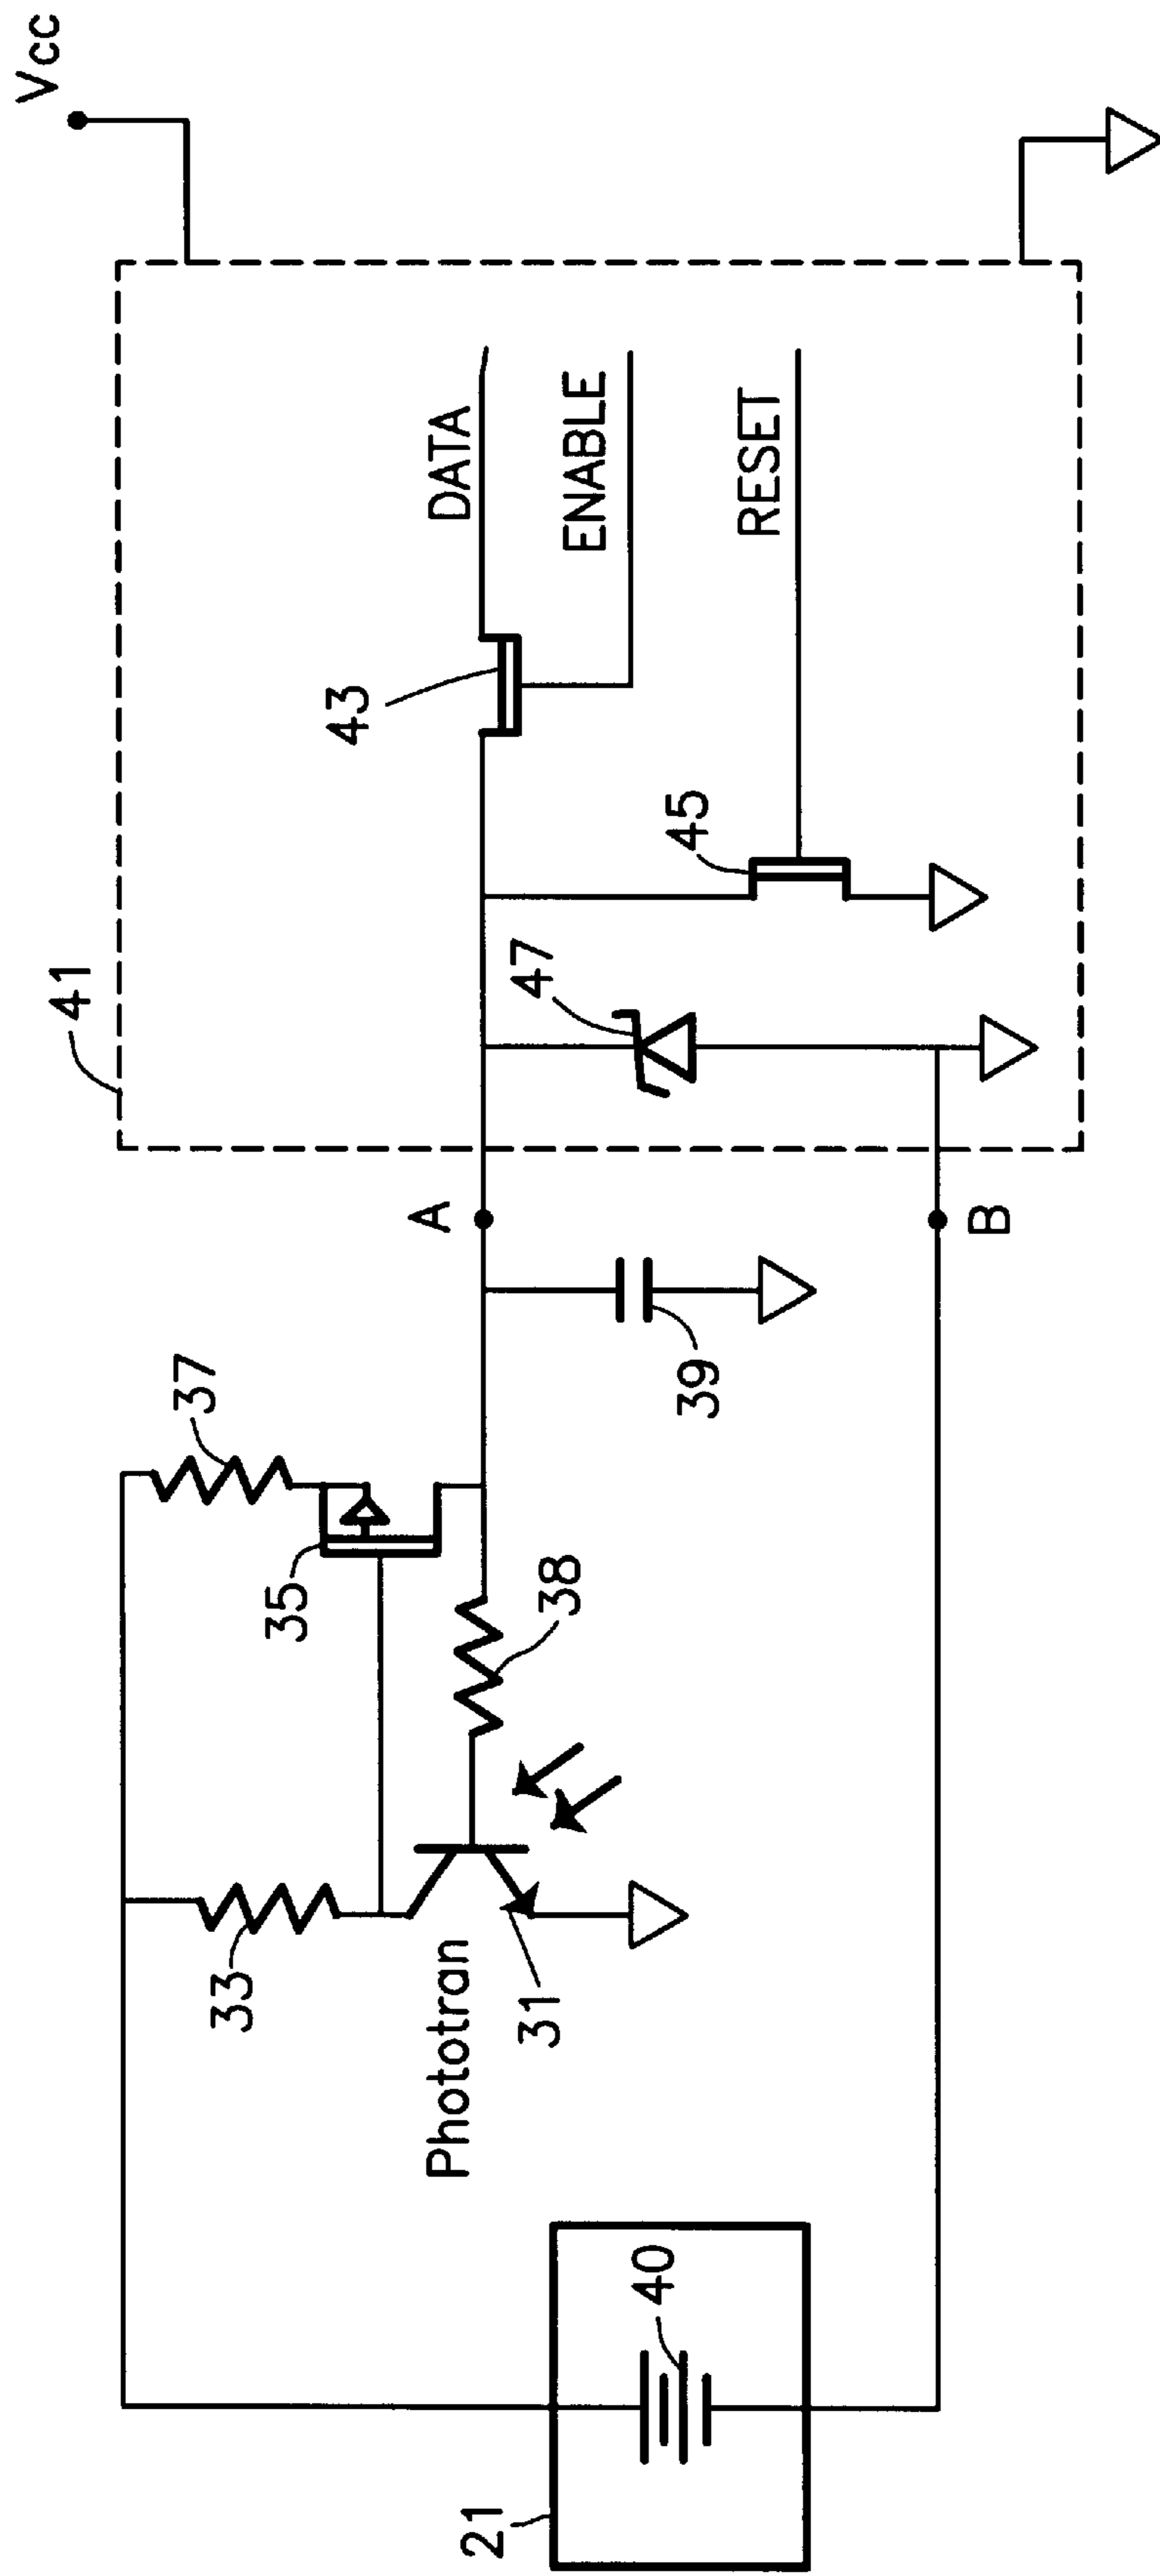 Vcc
41
DATA
ENABLE
RESET
43
45
47
A
B
37
35
38
39
33
Phototran
31
40
21